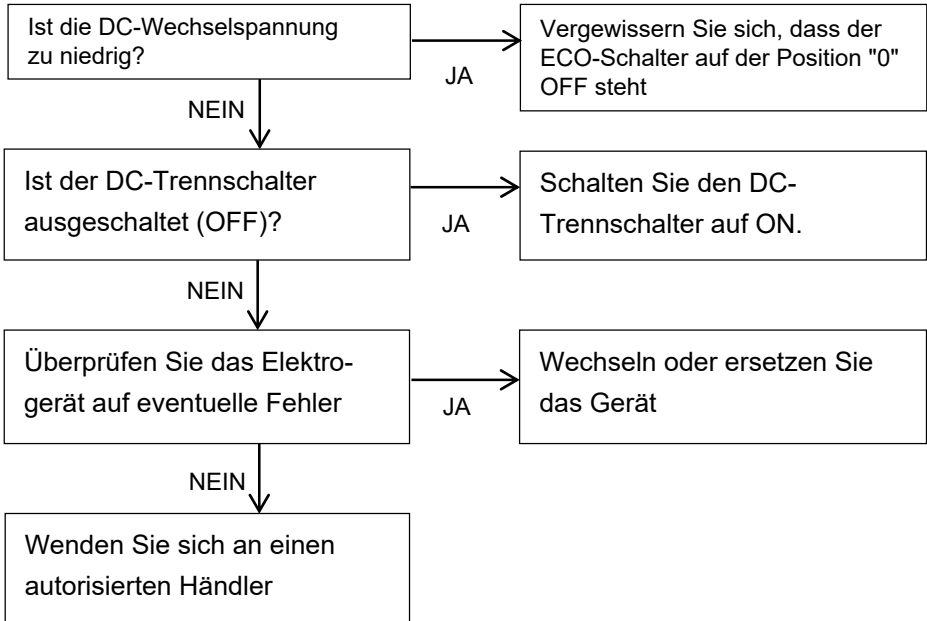 Ist die DC-Wechselspannung
zu niedrig?
JA
Vergewissern Sie sich, dass der
ECO-Schalter auf der Position "0"
OFF steht
NEIN
Ist der DC-Trennschalter
ausgeschaltet (OFF)?
JA
Schalten Sie den DC-
Trennschalter auf ON.
NEIN
Überprüfen Sie das Elektro-
gerät auf eventuelle Fehler
JA
Wechseln oder ersetzen Sie
das Gerät
NEIN
Wenden Sie sich an einen
autorisierten Händler